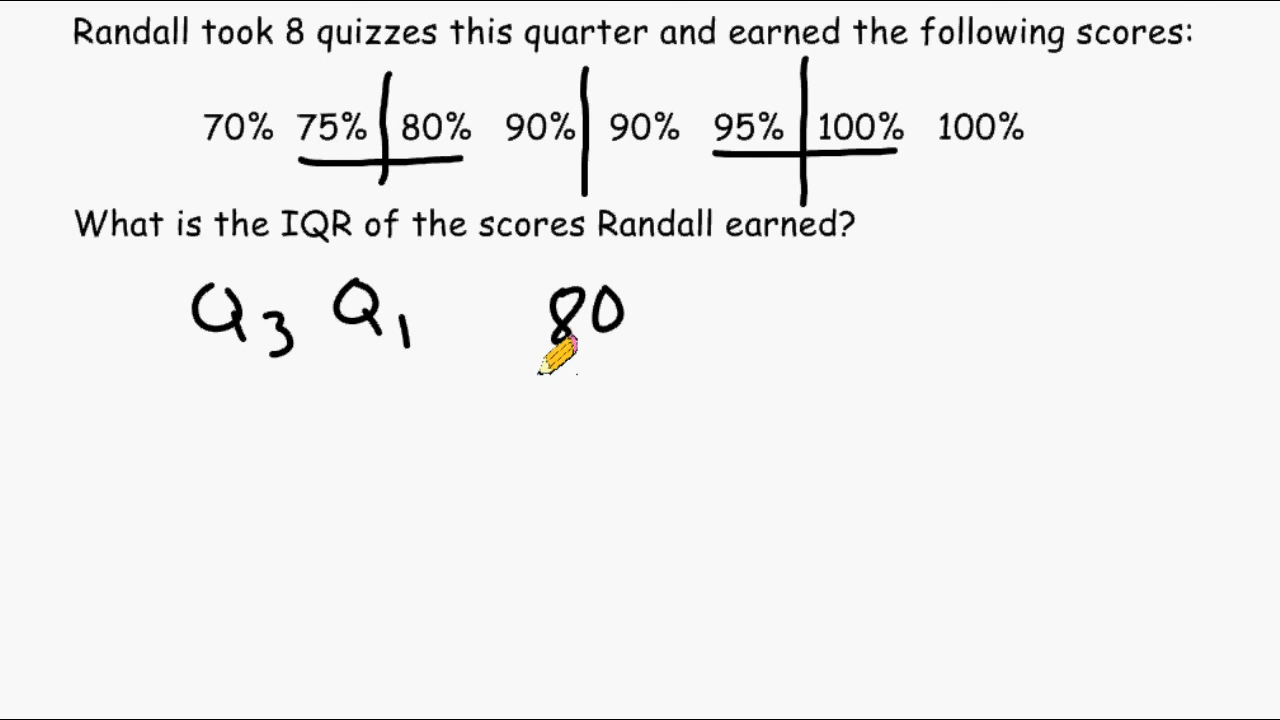 Randall took 8 quizzes this quarter and earned the following scores:
70% 75% 80% 90% 90% 95% 100% 100%
What is the IQR of the scores Randall earned?
Q3 Q1 80